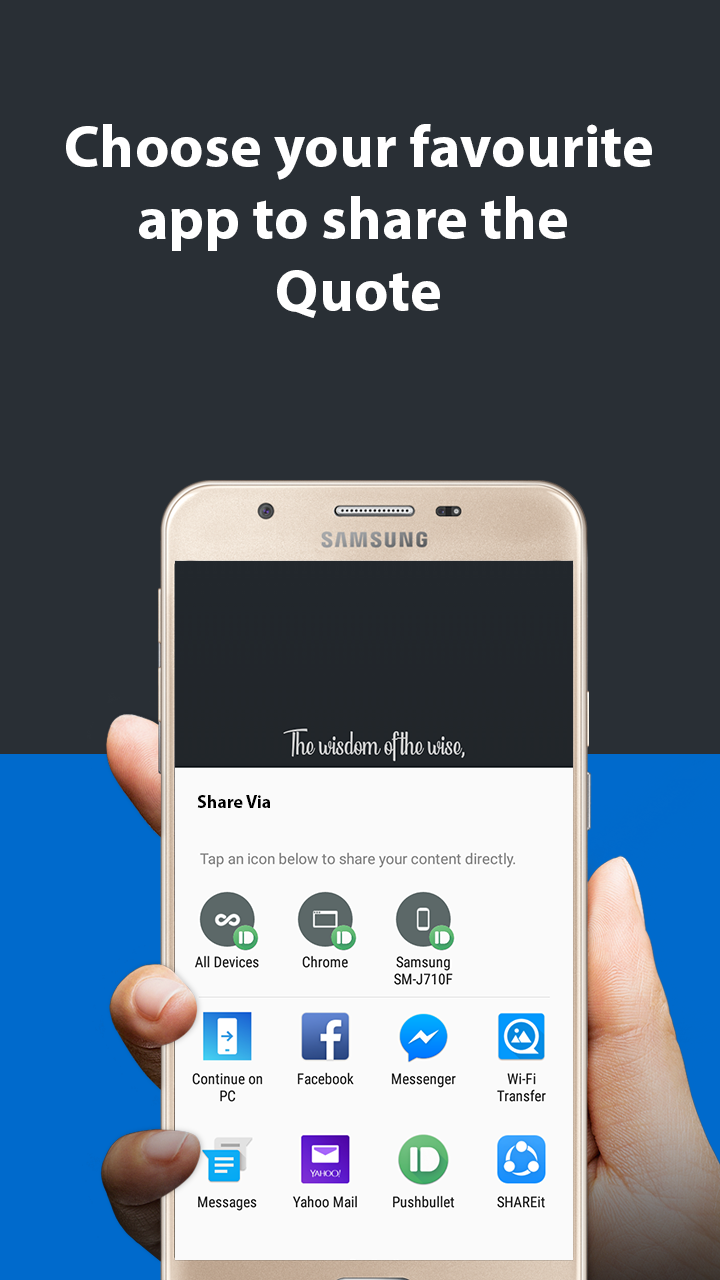 Choose your favourite
app to share the
Quote
SAMSUNG
The wisdom of the wise,
Share Via
Tap an icon below to share your content directly.
All Devices
Chrome
Samsung
SM-J710F
Continue on
PC
Facebook
Messenger
Wi-Fi
Transfer
YAHOO!
Messages
Yahoo Mail
Pushbullet
SHAREit